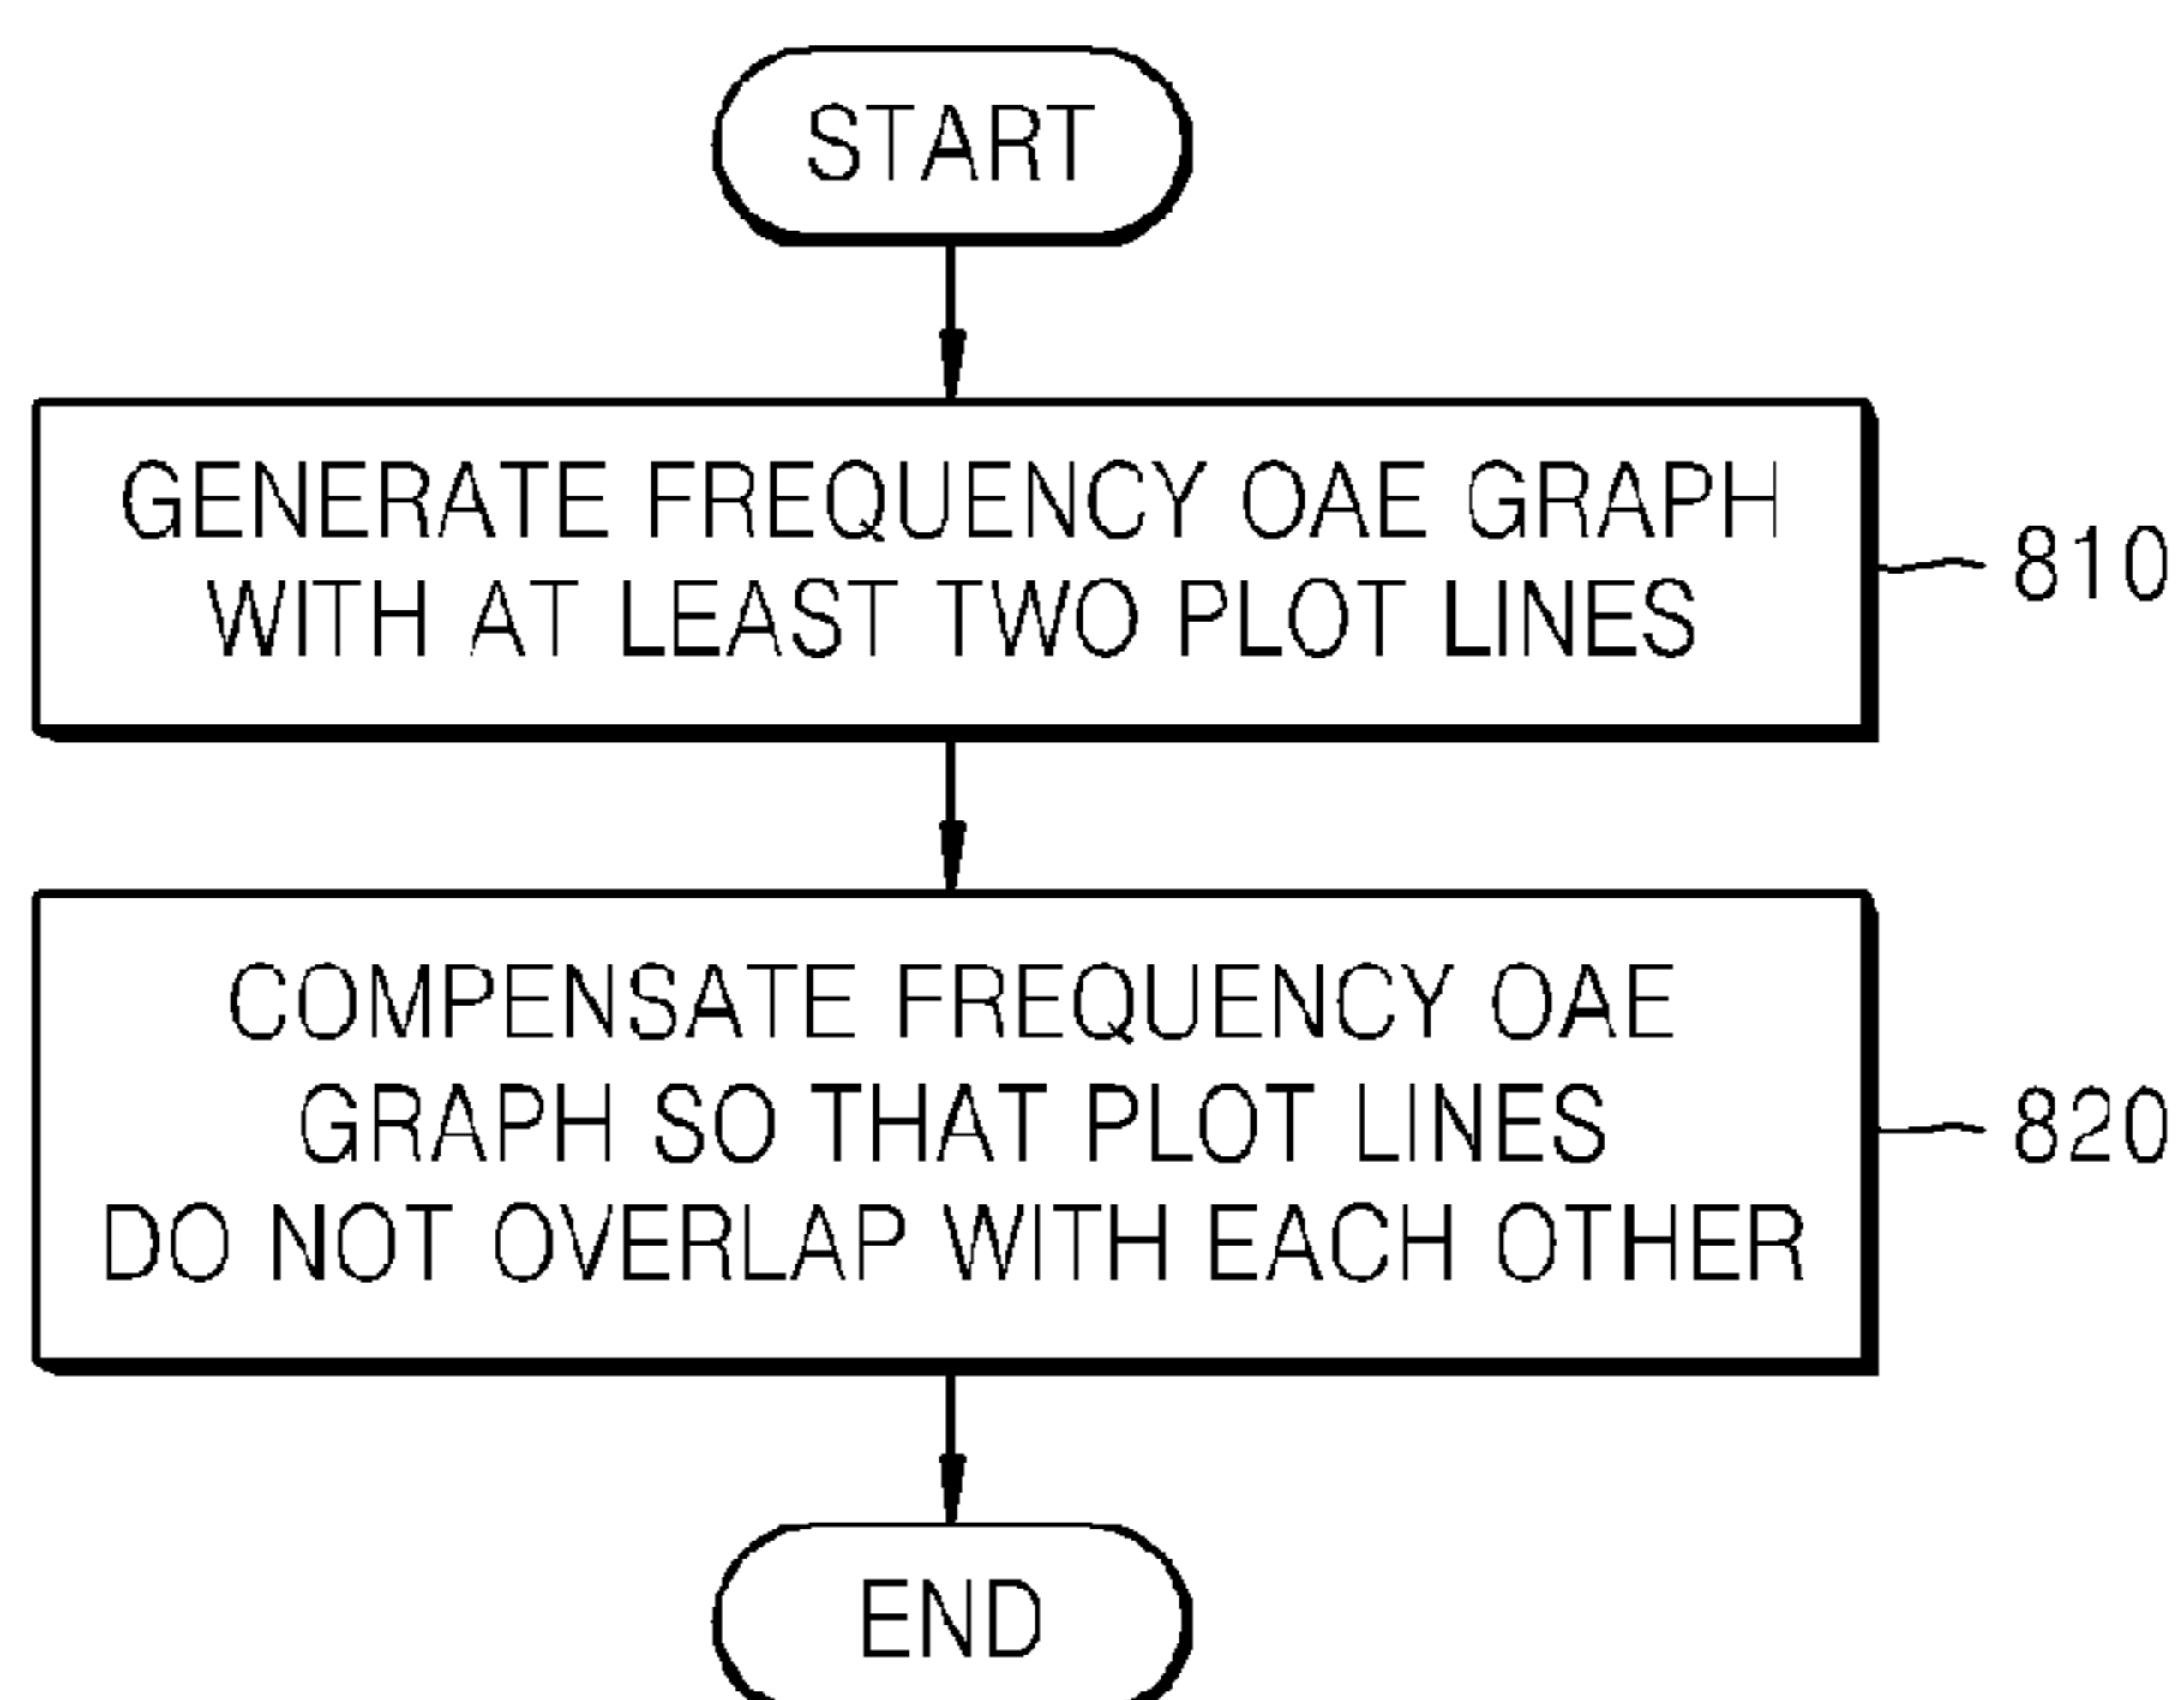 START
GENERATE FREQUENCY OAE GRAPH
WITH AT LEAST TWO PLOT LINES
810
COMPENSATE FREQUENCY OAE
GRAPH SO THAT PLOT LINES
DO NOT OVERLAP WITH EACH OTHER
820
END